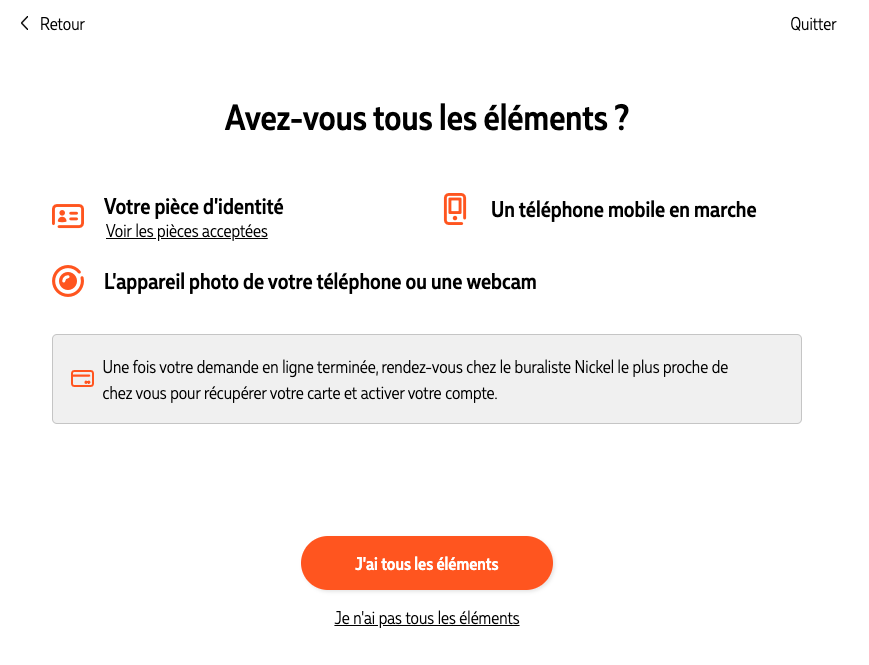 Retour
Quitter
Avez-vous tous les éléments ?
Votre pièce d'identité
Voir les pièces acceptées
Un téléphone mobile en marche
L'appareil photo de votre téléphone ou une webcam
Une fois votre demande en ligne terminée, rendez-vous chez le buraliste Nickel le plus proche de
chez vous pour récupérer votre carte et activer votre compte.
J'ai tous les éléments
Je n'ai pas tous les éléments